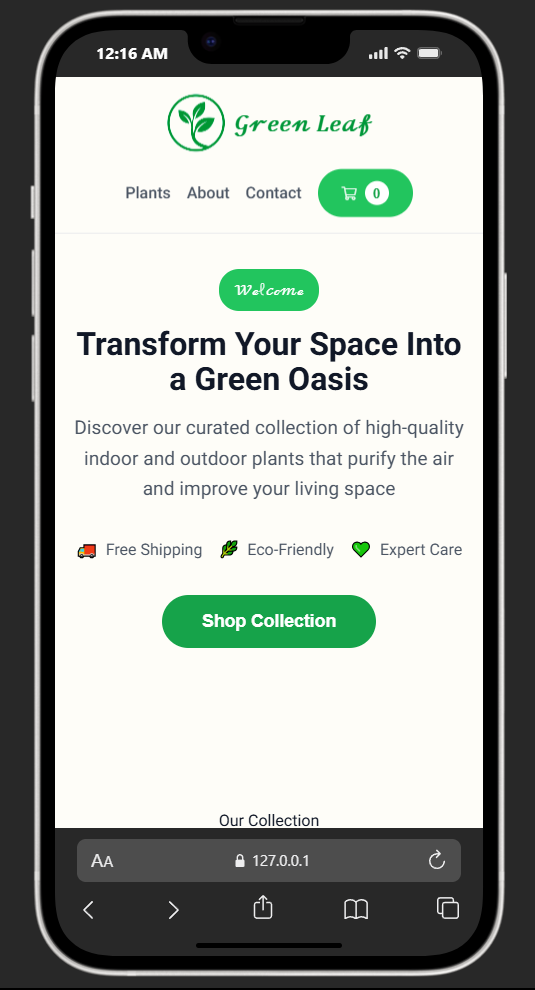 12:16 AM
Green Leaf
Plants About Contact 0
Welcome
Transform Your Space Into
a Green Oasis
Discover our curated collection of high-quality
indoor and outdoor plants that purify the air
and improve your living space
Free Shipping Eco-Friendly Expert Care
Shop Collection
Our Collection
AA 127.0.0.1